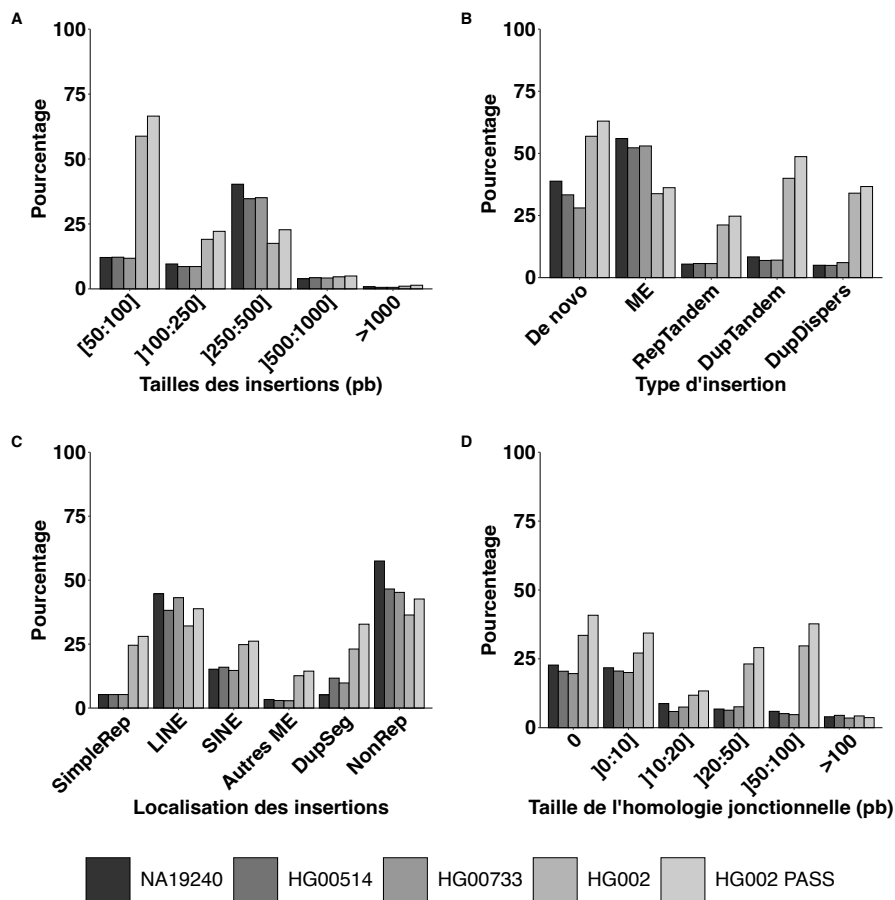 A
100
75
50
25
0
Pourcentage
[50:100]
]100:250]
]250:500]
]500:1000]
>1000
Tailles des insertions (pb)
B
100
75
50
25
0
Pourcentage
De novo
ME
RepTandem
DupTandem
DupDispers
Type d'insertion
C
100
75
50
25
0
Pourcentage
SimpleRep
LINE
SINE
Autres ME
DupSeg
NonRep
Localisation des insertions
D
100
75
50
25
0
Pourcenteage
0
]0:10]
]10:20]
]20:50]
]50:100]
>100
Taille de l'homologie jonctionnelle (pb)
NA19240
HG00514
HG00733
HG002
HG002 PASS